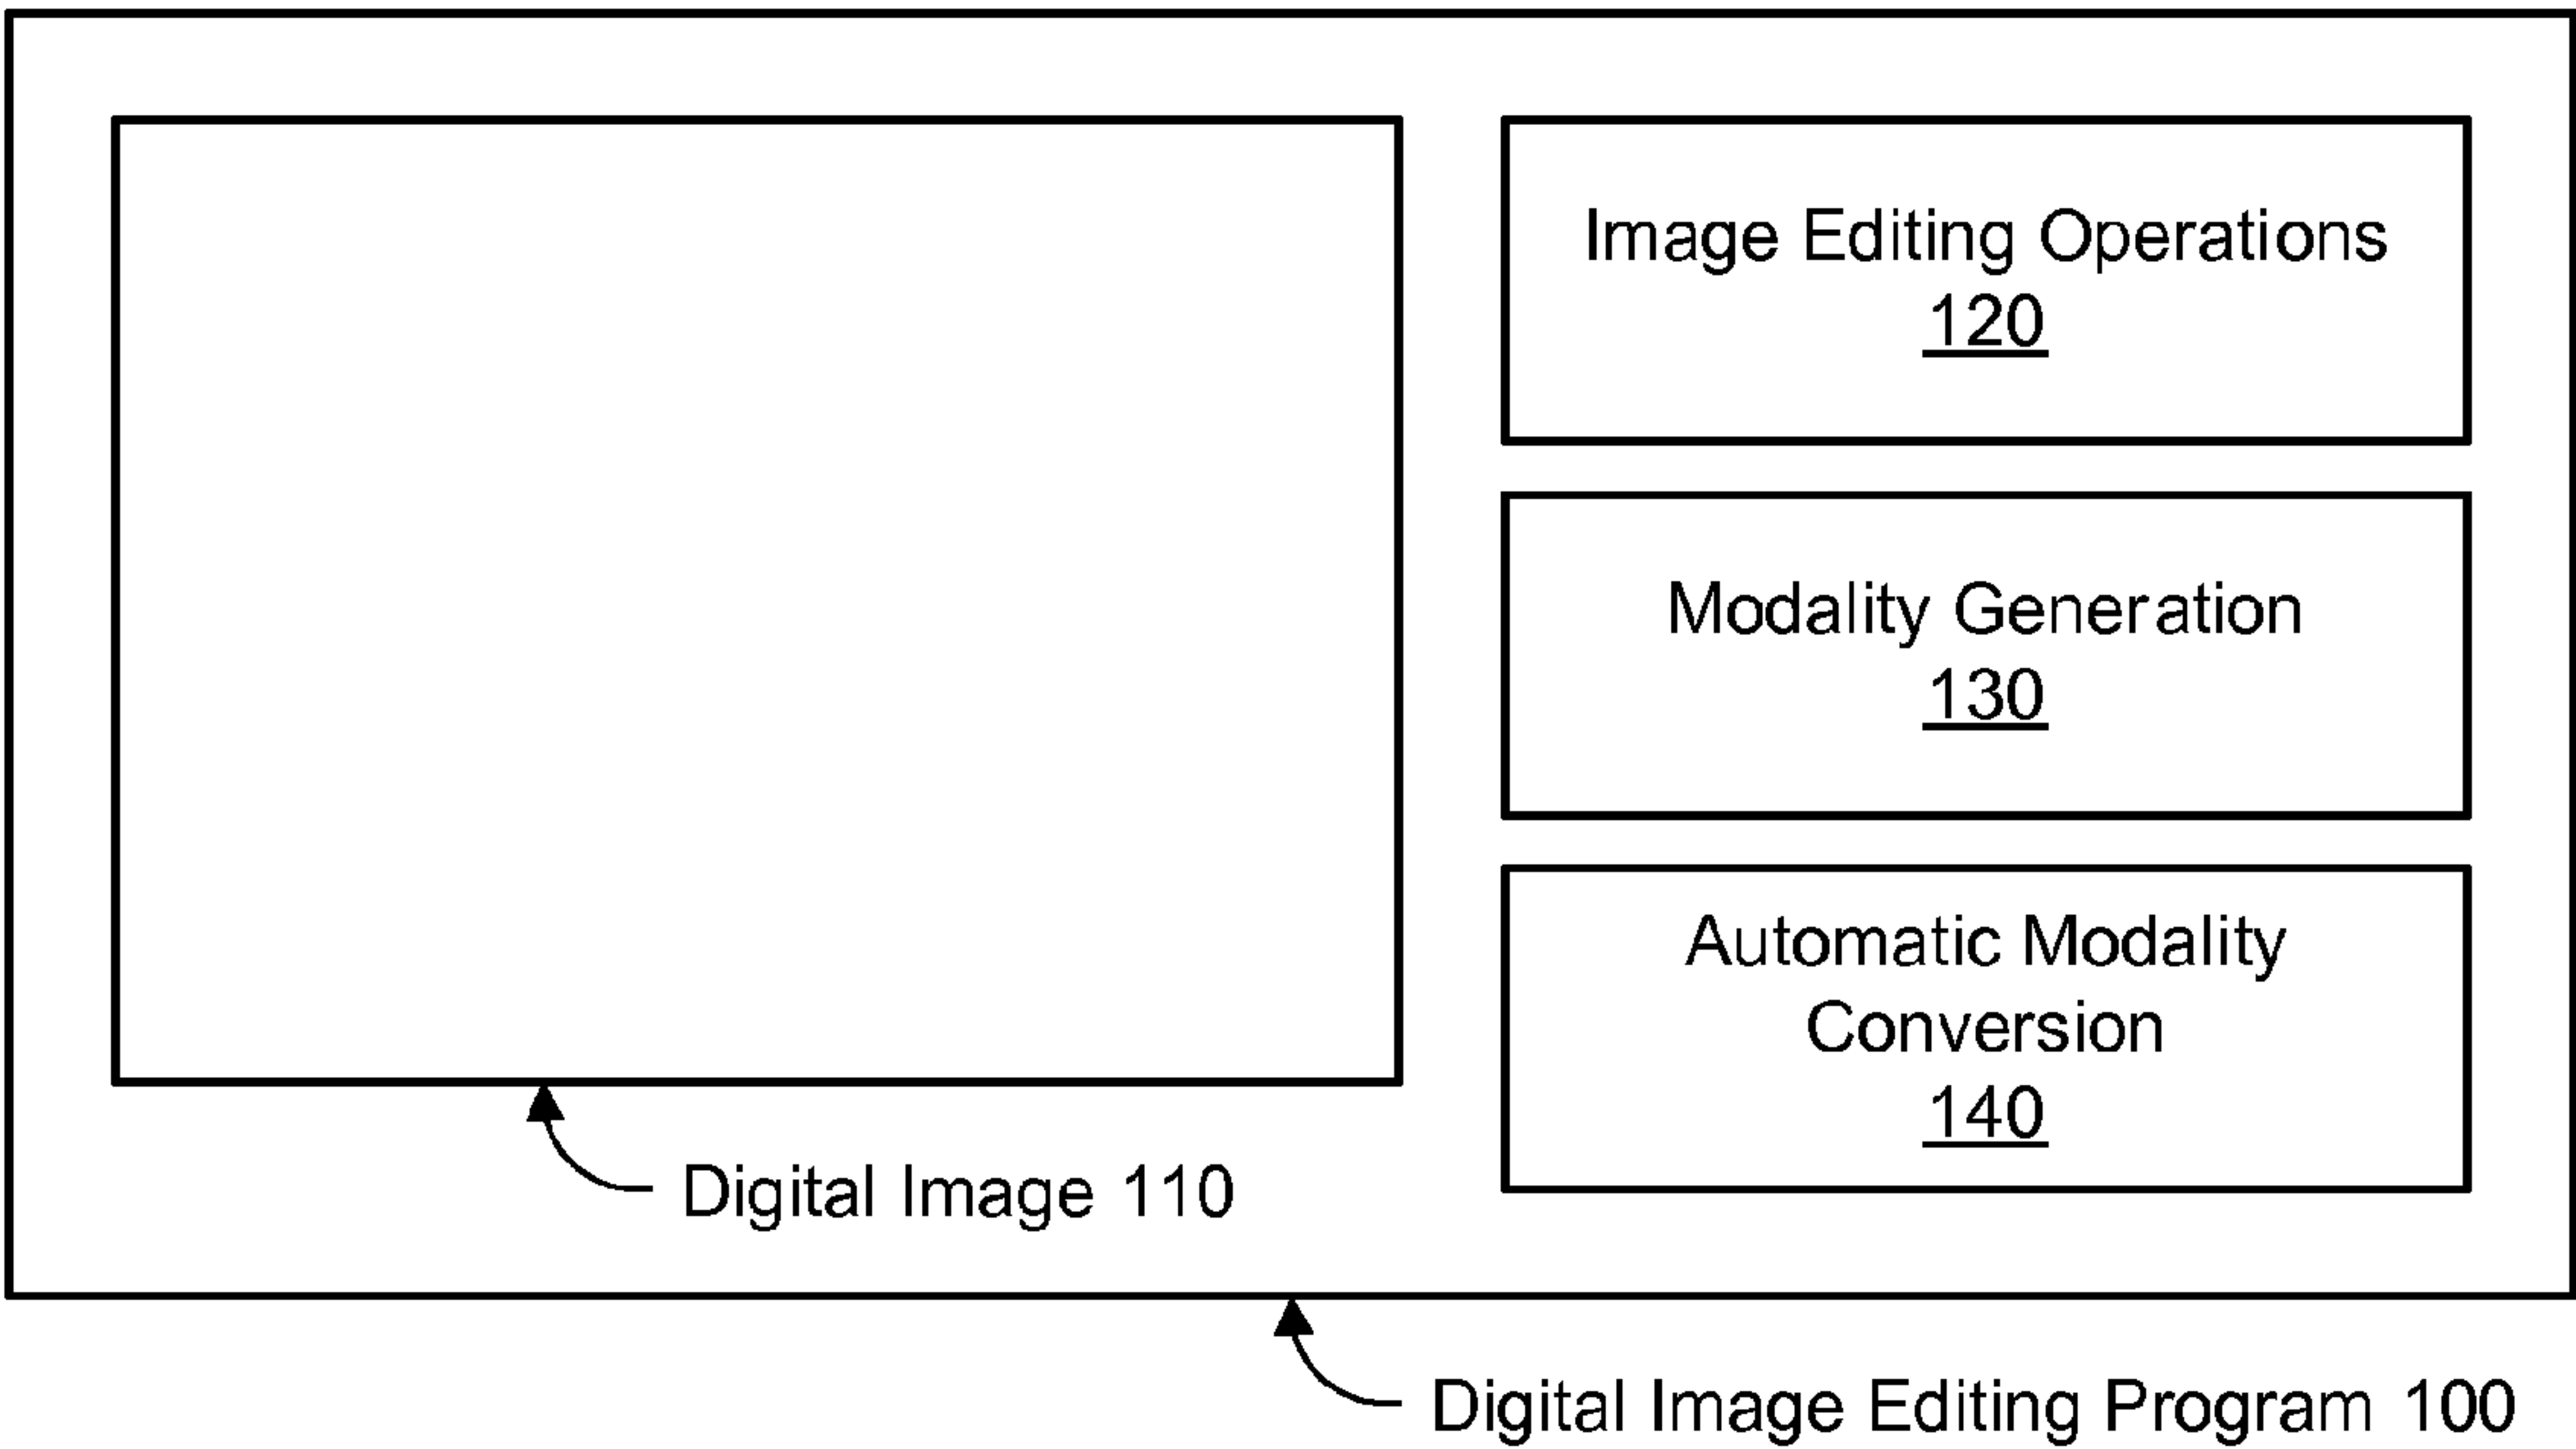 Image Editing Operations
120
Modality Generation
130
Automatic Modality
Conversion
140
Digital Image 110
Digital Image Editing Program 100